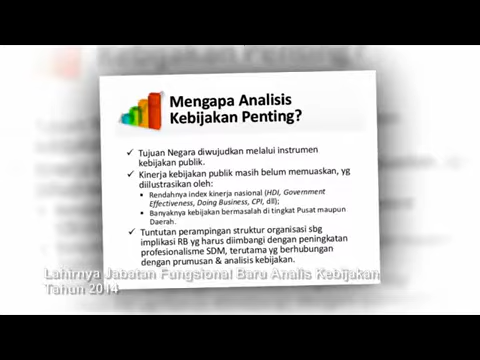 Mengapa Analisis
Kebijakan Penting?
✓ Tujuan Negara diwujudkan melalui instrumen
kebijakan publik.
✓ Kinerja kebijakan publik masih belum memuaskan, yg
diilustrasikan oleh:
▪ Rendahnya index kinerja nasional (HDI, Government
Effectiveness, Doing Business, CPI, dll);
▪ Banyaknya kebijakan bermasalah di tingkat Pusat maupun
Daerah.
✓ Tuntutan perampingan struktur organisasi sbg
implikasi RB yg harus diimbangi dengan peningkatan
profesionalisme SDM, terutama yg berhubungan
dengan prumusan & analisis kebijakan.
Lahirnya Jabatan Fungsional Baru Analis Kebijakan
Tahun 2014